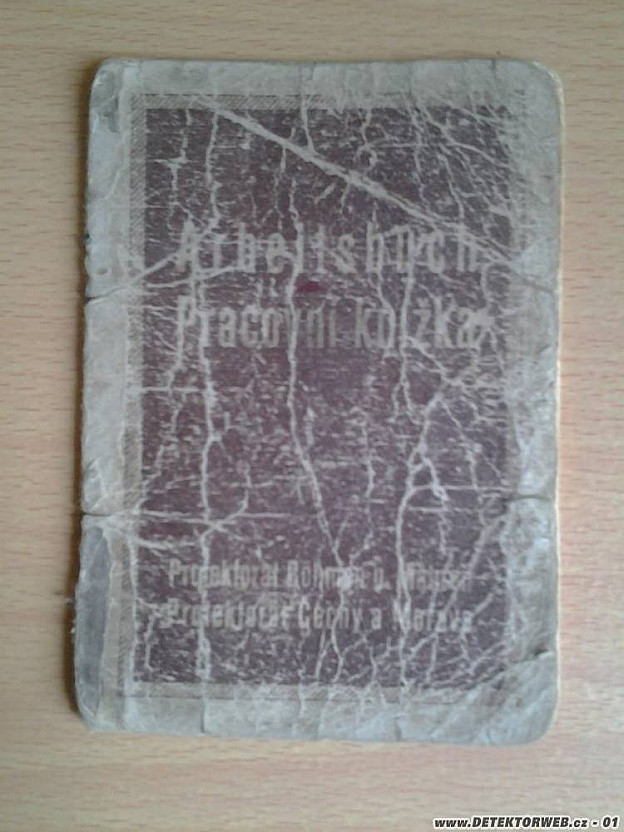 Arbeitsbuch
Pracovní knížka
Protektorat Böhmen u. Mähren
Protektorát Čechy a Morava
www.DETEKTORWEB.cz - 01